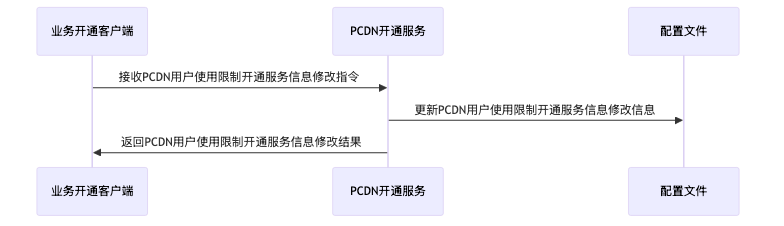 业务开通客户端
PCDN开通服务
配置文件
接收PCDN用户使用限制开通服务信息修改指令
更新PCDN用户使用限制开通服务信息修改信息
返回PCDN用户使用限制开通服务信息修改结果
业务开通客户端
PCDN开通服务
配置文件